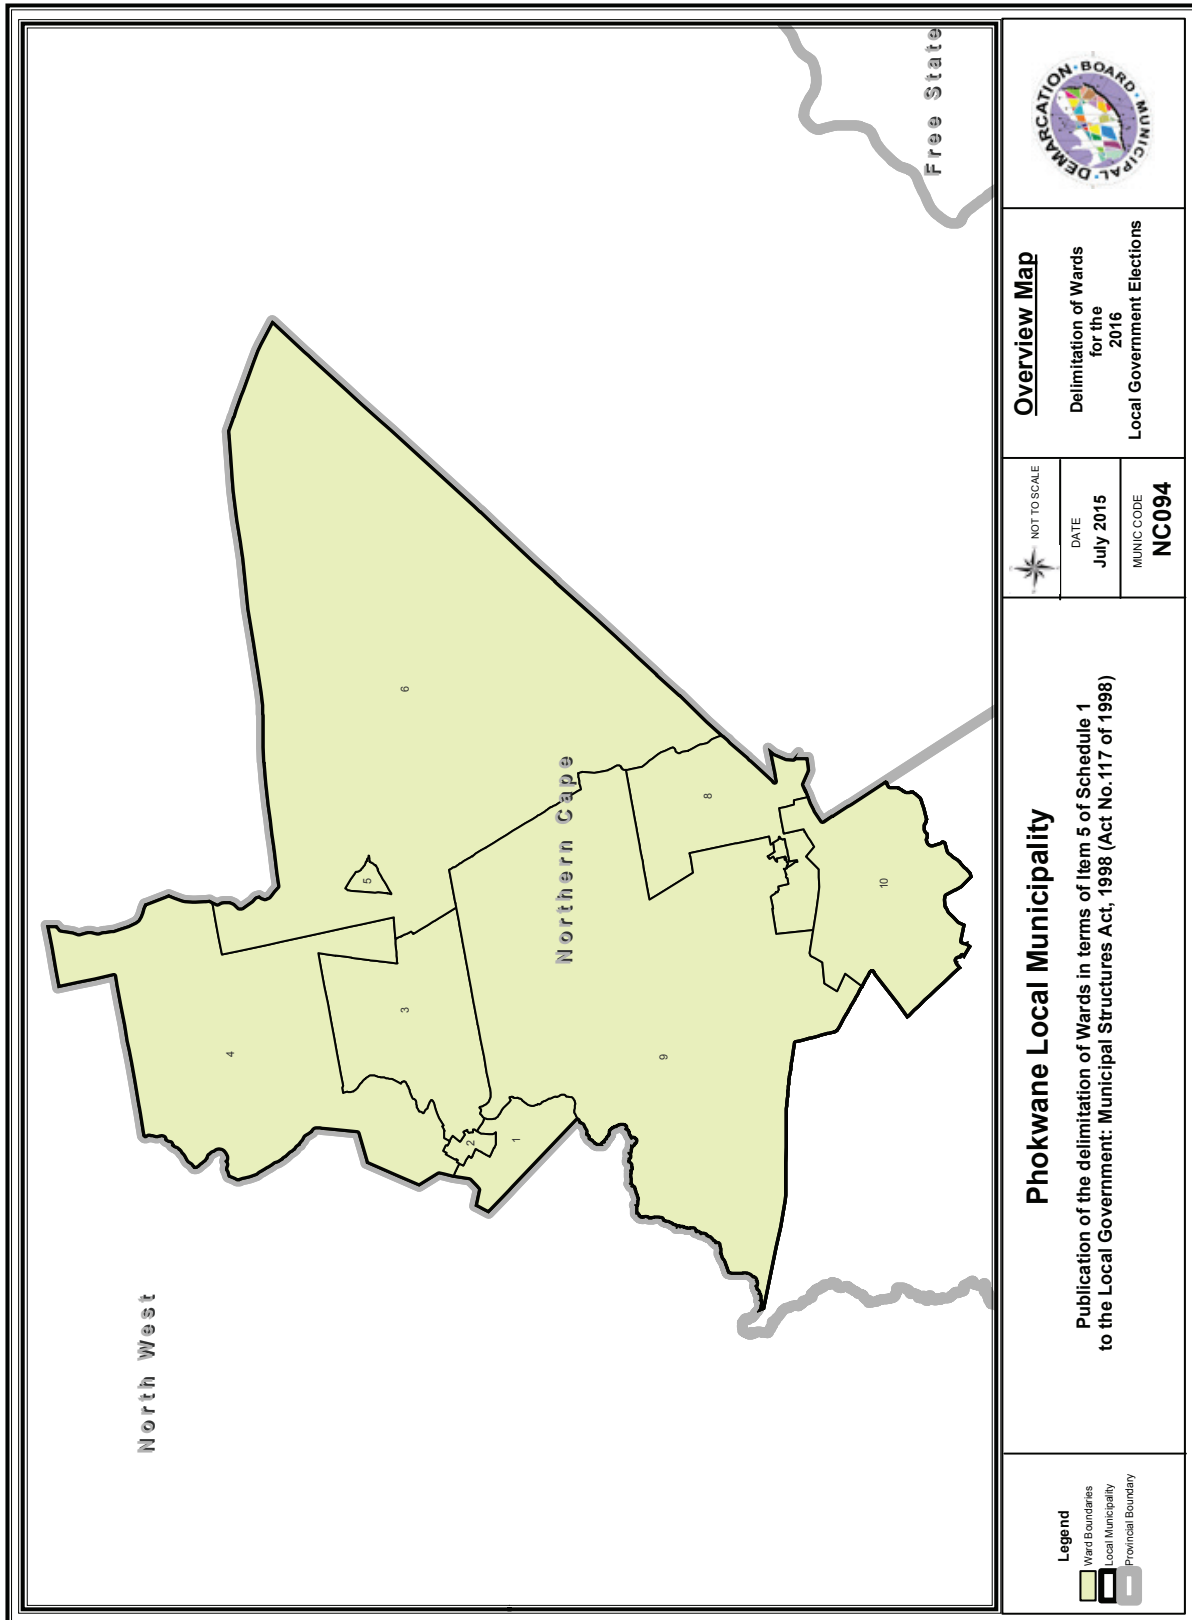 North West
Northern Cape
Free State
4
3
2
1
5
6
9
8
10
Legend
Ward Boundaries
Local Municipality
Provincial Boundary
Phokwane Local Municipality
Publication of the delimitation of Wards in terms of Item 5 of Schedule 1
to the Local Government: Municipal Structures Act, 1998 (Act No.117 of 1998)
NOT TO SCALE
DATE
July 2015
MUNIC CODE
NC094
Overview Map
Delimitation of Wards
for the
2016
Local Government Elections
MUNICIPAL · DEMARCATION · BOARD ·